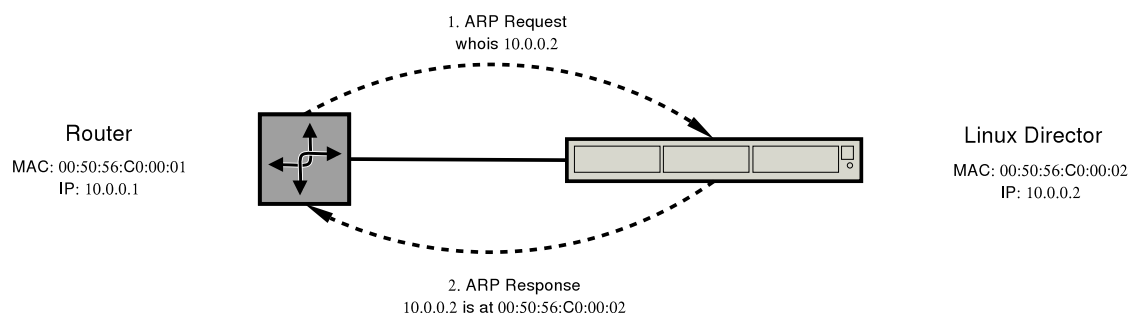 1. ARP Request
whois 10.0.0.2
Router
MAC: 00:50:56:C0:00:01
IP: 10.0.0.1
Linux Director
MAC: 00:50:56:C0:00:02
IP: 10.0.0.2
2. ARP Response
10.0.0.2 is at 00:50:56:C0:00:02